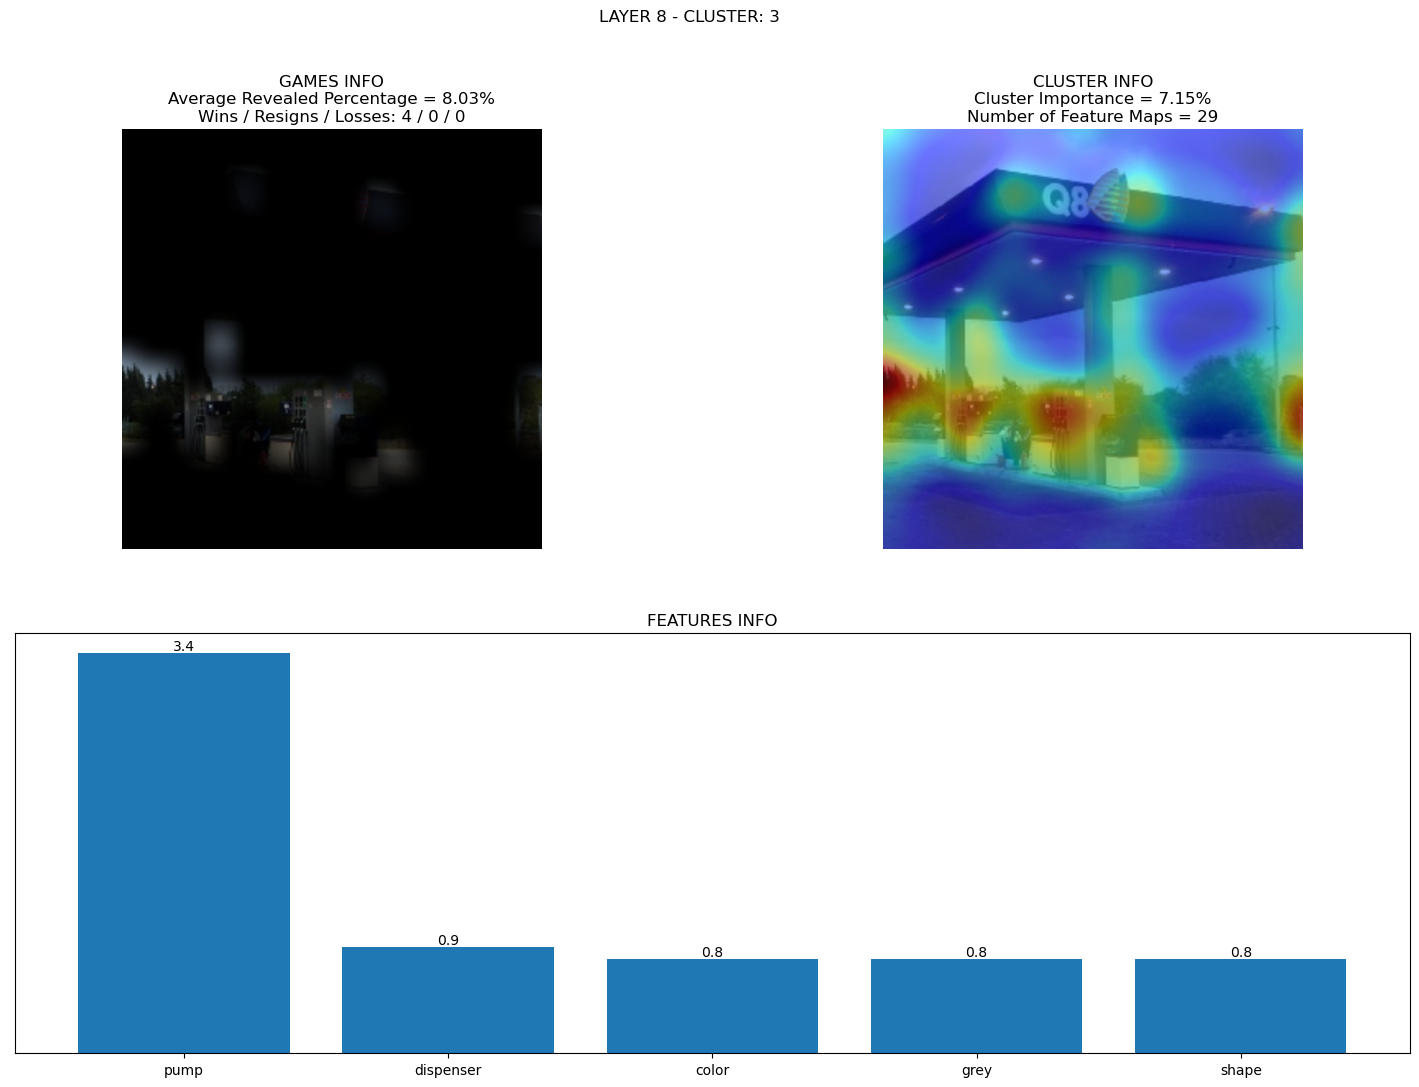 LAYER 8 - CLUSTER: 3
GAMES INFO
Average Revealed Percentage = 8.03%
Wins / Resigns / Losses: 4 / 0 / 0
CLUSTER INFO
Cluster Importance = 7.15%
Number of Feature Maps = 29
Q8
FEATURES INFO
3.4
0.9
0.8
0.8
0.8
pump
dispenser
color
grey
shape